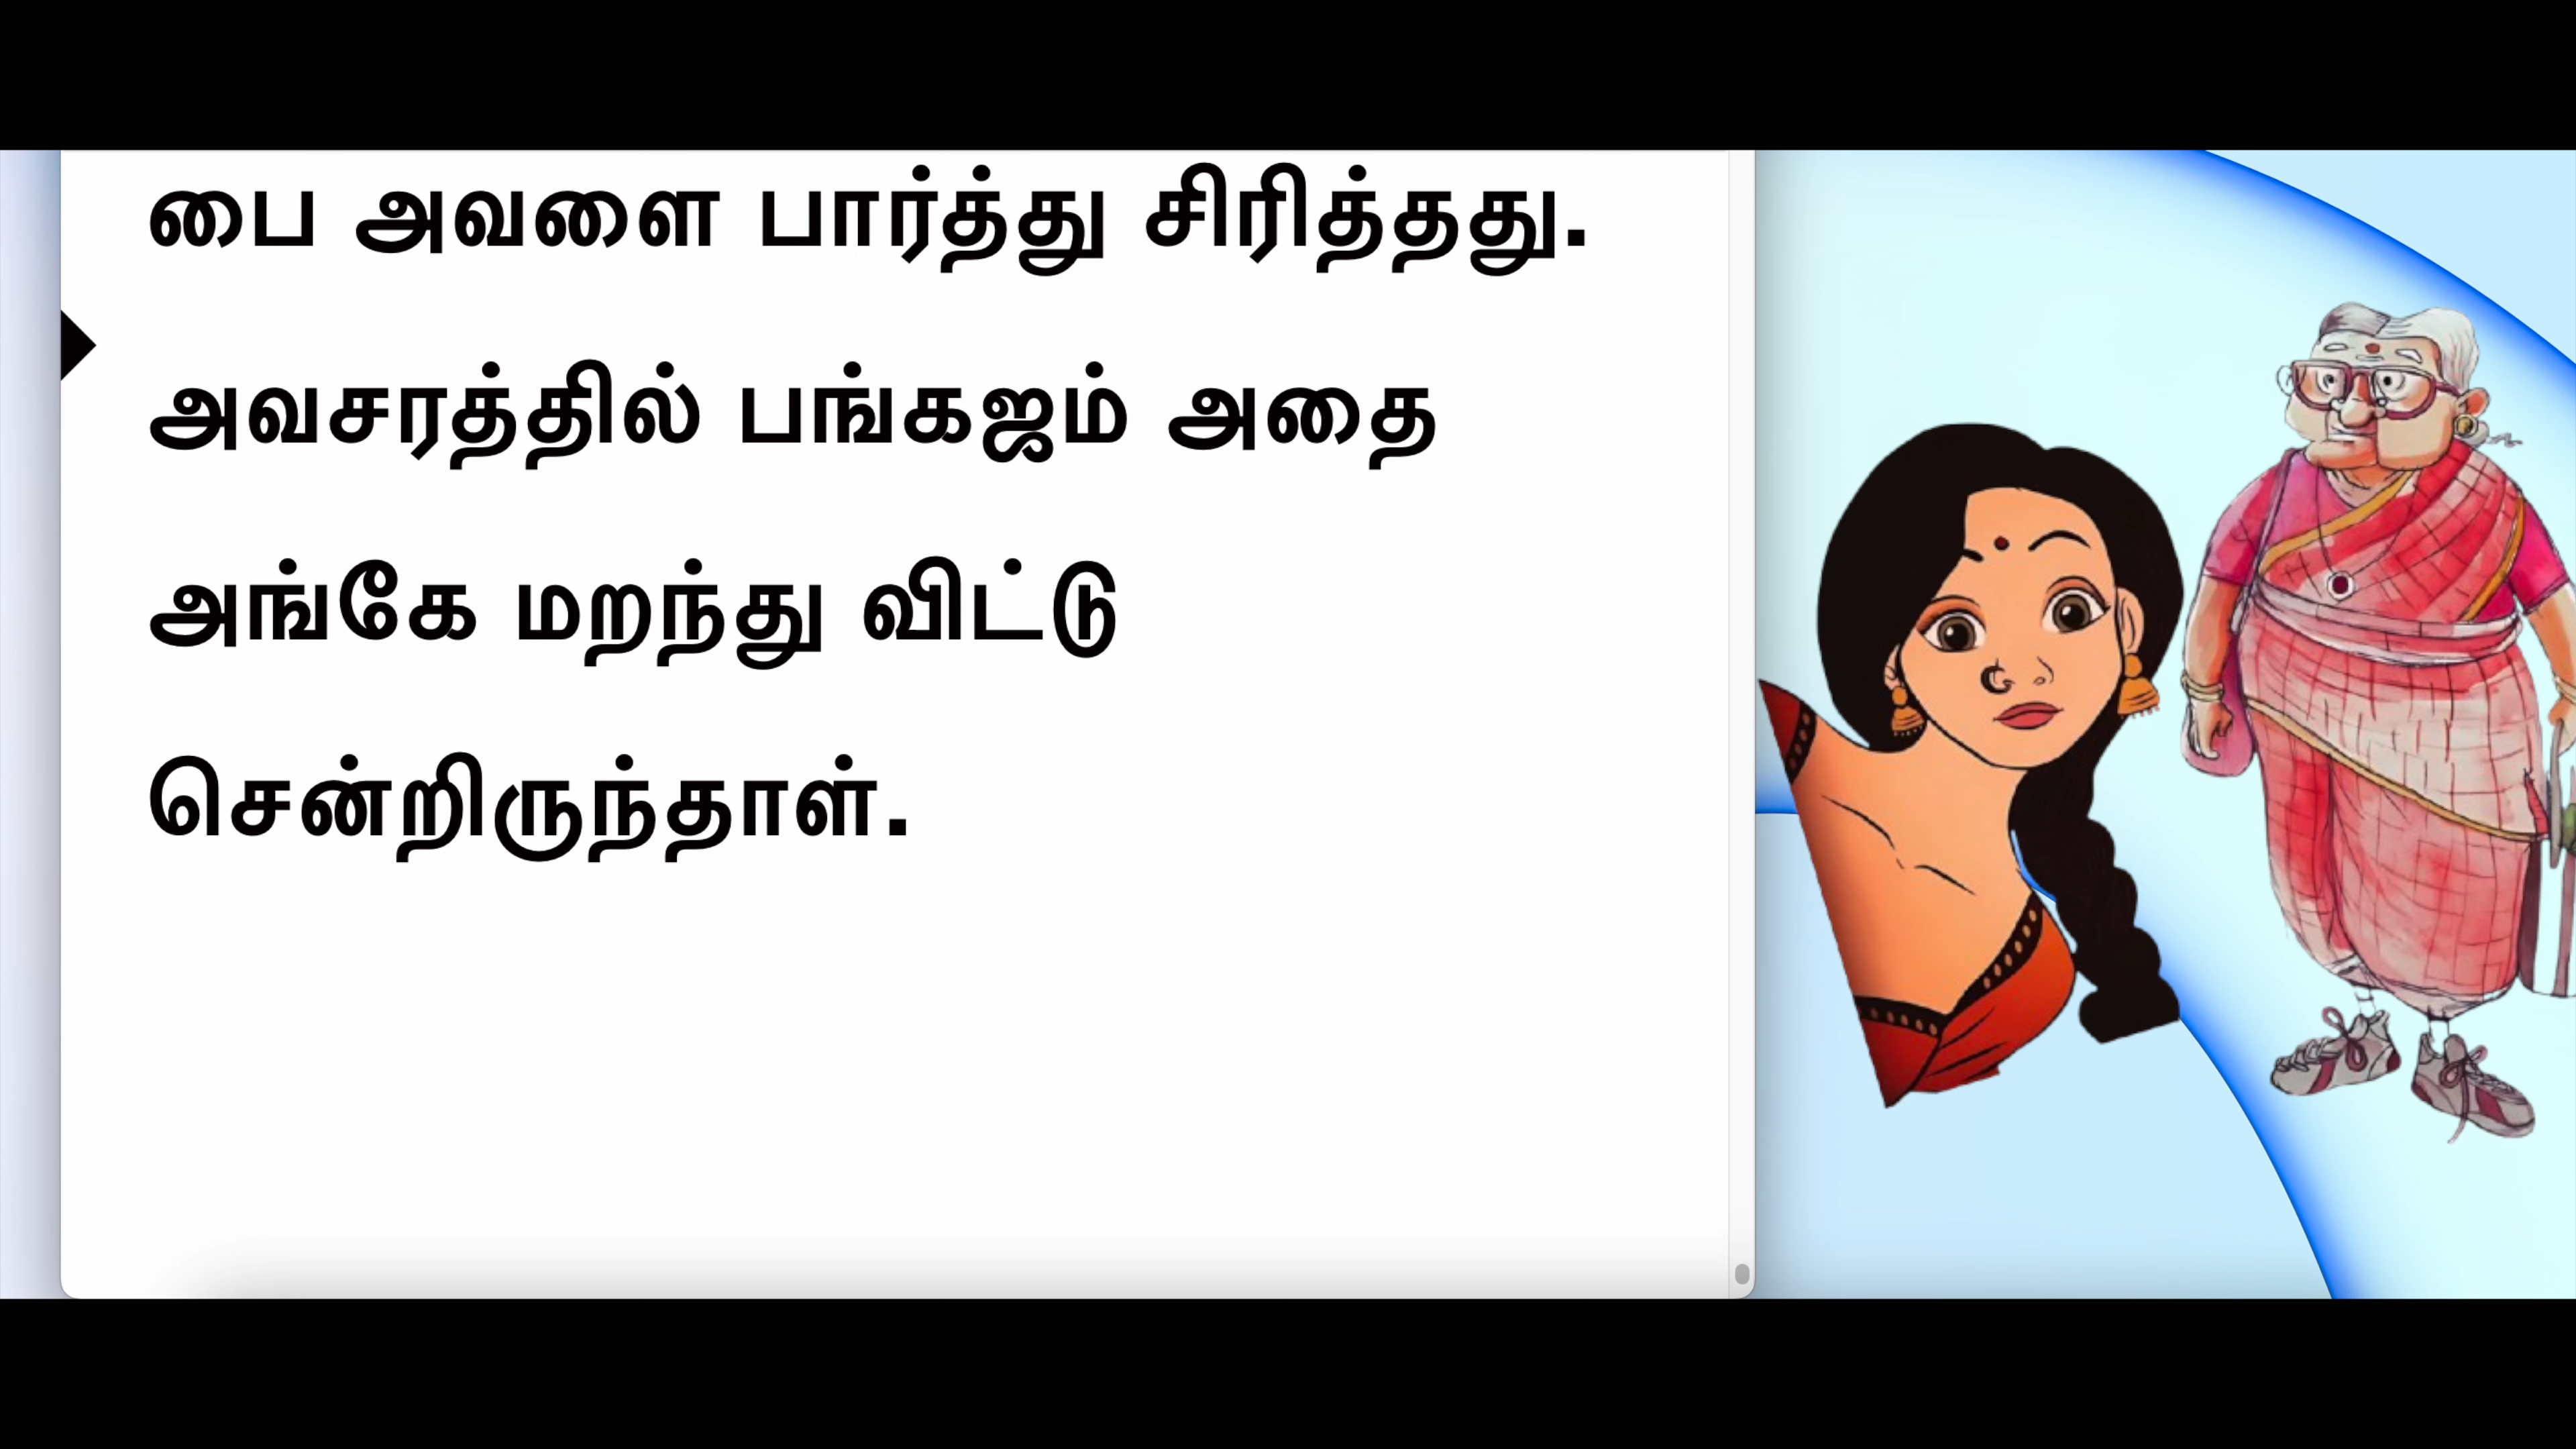 பை அவளை பார்த்து சிரித்தது.
அவசரத்தில் பங்கஜம் அதை
அங்கே மறந்து விட்டு
சென்றிருந்தாள்.